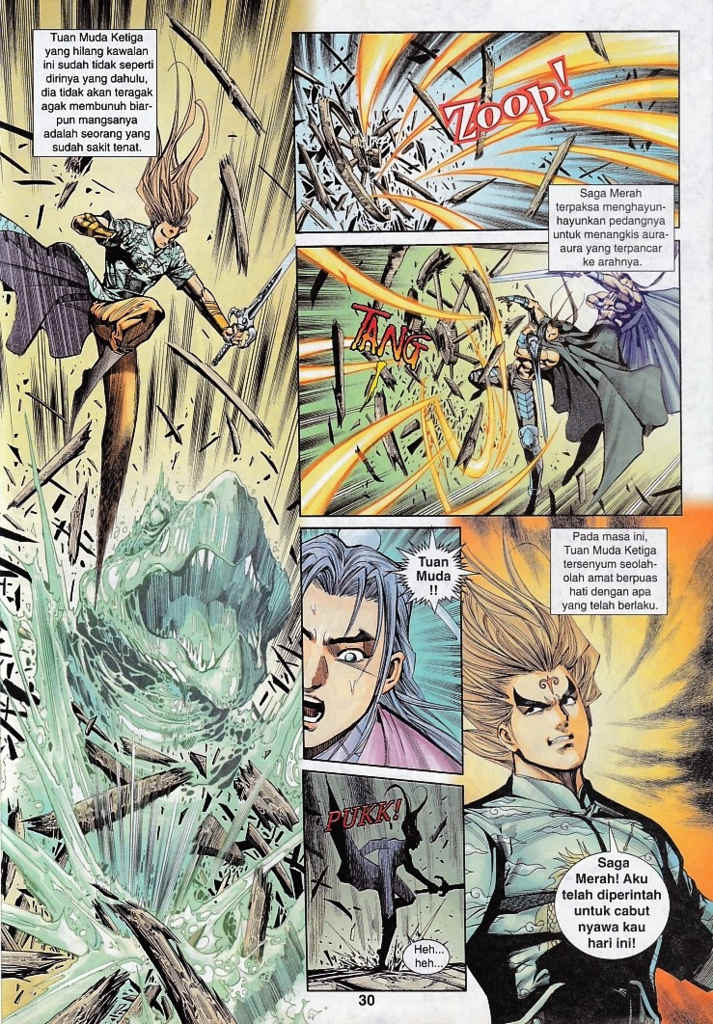 Tuan Muda Ketiga
yang hilang kawalan
ini sudah tidak seperti
dirinya yang dahulu,
dia tidak akan teragak
agak membunuh biar-
pun mangsanya
adalah seorang yang
sudah sakit tenat.
Zoop!
Saga Merah
terpaksa menghayun-
hayunkan pedangnya
untuk menangkis aura-
aura yang terpancar
ke arahnya.
TANG
Tuan
Muda
!!
Pada masa ini,
Tuan Muda Ketiga
tersenyum seolah-
olah amat berpuas
hati dengan apa
yang telah berlaku.
PUKK!
Heh...
heh...
Saga
Merah! Aku
telah diperintah
untuk cabut
nyawa kau
hari ini!
30